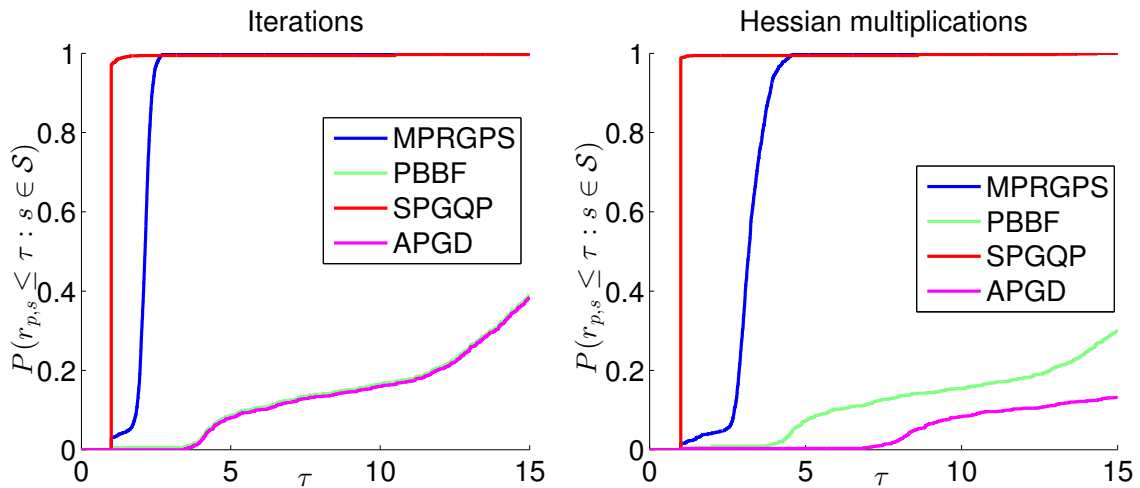 Iterations
P(r_{p,s} ≤ τ : s ∈ S)
1
0.8
0.6
0.4
0.2
0
0
5
10
15
τ
MPRGPS
PBBF
SPGQP
APGD
Hessian multiplications
P(r_{p,s} ≤ τ : s ∈ S)
1
0.8
0.6
0.4
0.2
0
0
5
10
15
τ
MPRGPS
PBBF
SPGQP
APGD